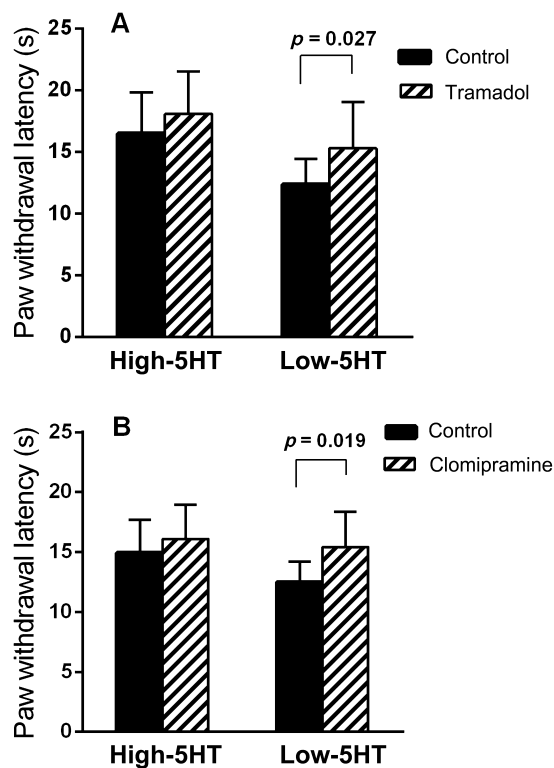 A
p = 0.027
Control
Tramadol
Paw withdrawal latency (s)
25
20
15
10
5
0
High-5HT Low-5HT
B
p = 0.019
Control
Clomipramine
Paw withdrawal latency (s)
25
20
15
10
5
0
High-5HT Low-5HT